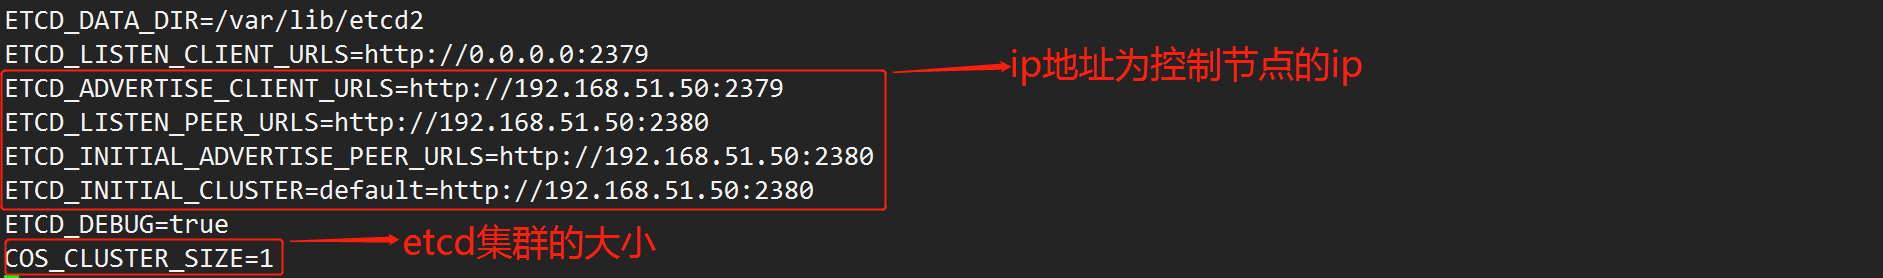 ETCD_DATA_DIR=/var/lib/etcd2
ETCD_LISTEN_CLIENT_URLS=http://0.0.0.0:2379
ip地址为控制节点的ip
ETCD_ADVERTISE_CLIENT_URLS=http://192.168.51.50:2379
ETCD_LISTEN_PEER_URLS=http://192.168.51.50:2380
ETCD_INITIAL_ADVERTISE_PEER_URLS=http://192.168.51.50:2380
ETCD_INITIAL_CLUSTER=default=http://192.168.51.50:2380
ETCD_DEBUG=true
etcd集群的大小
COS_CLUSTER_SIZE=1